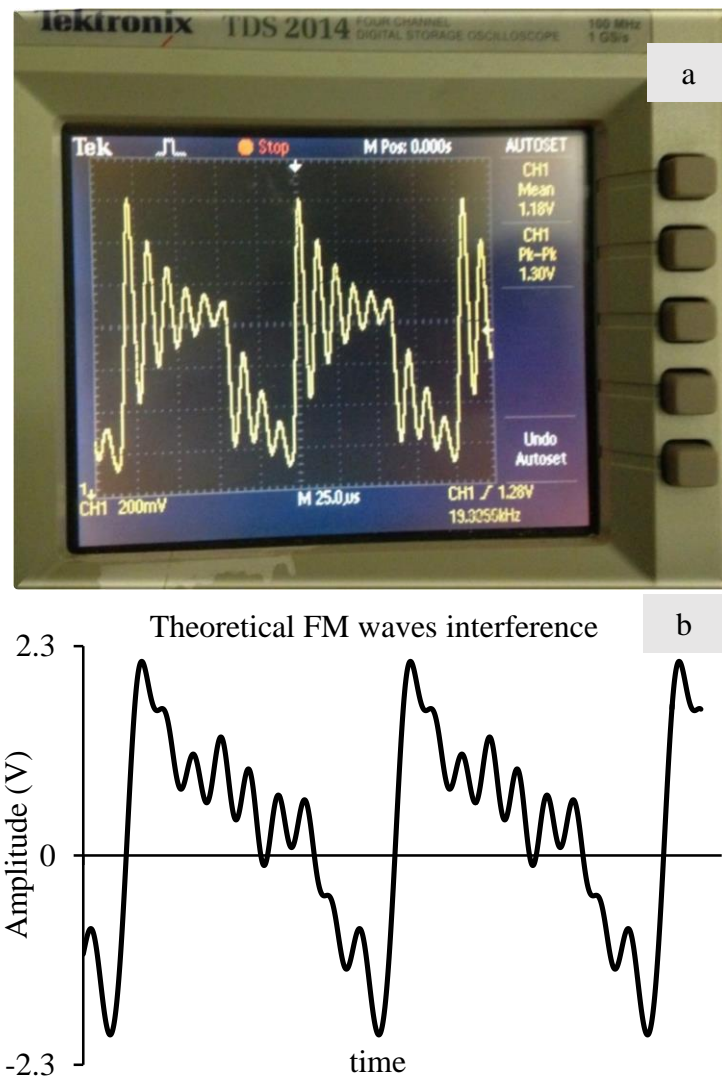 Tektronix TDS 2014 FOUR CHANNEL DIGITAL STORAGE OSCILLOSCOPE 100 MHz 1 GS/s
a
Tek Stop M Pos: 0.000s AUTOSET
CH1
Mean
1.18V
CH1
Pk-Pk
1.30V
Undo
Autoset
1
CH1 200mV M 25.0µs CH1 1.28V
Theoretical FM waves interference b
2.3
Amplitude (V)
0
-2.3
time